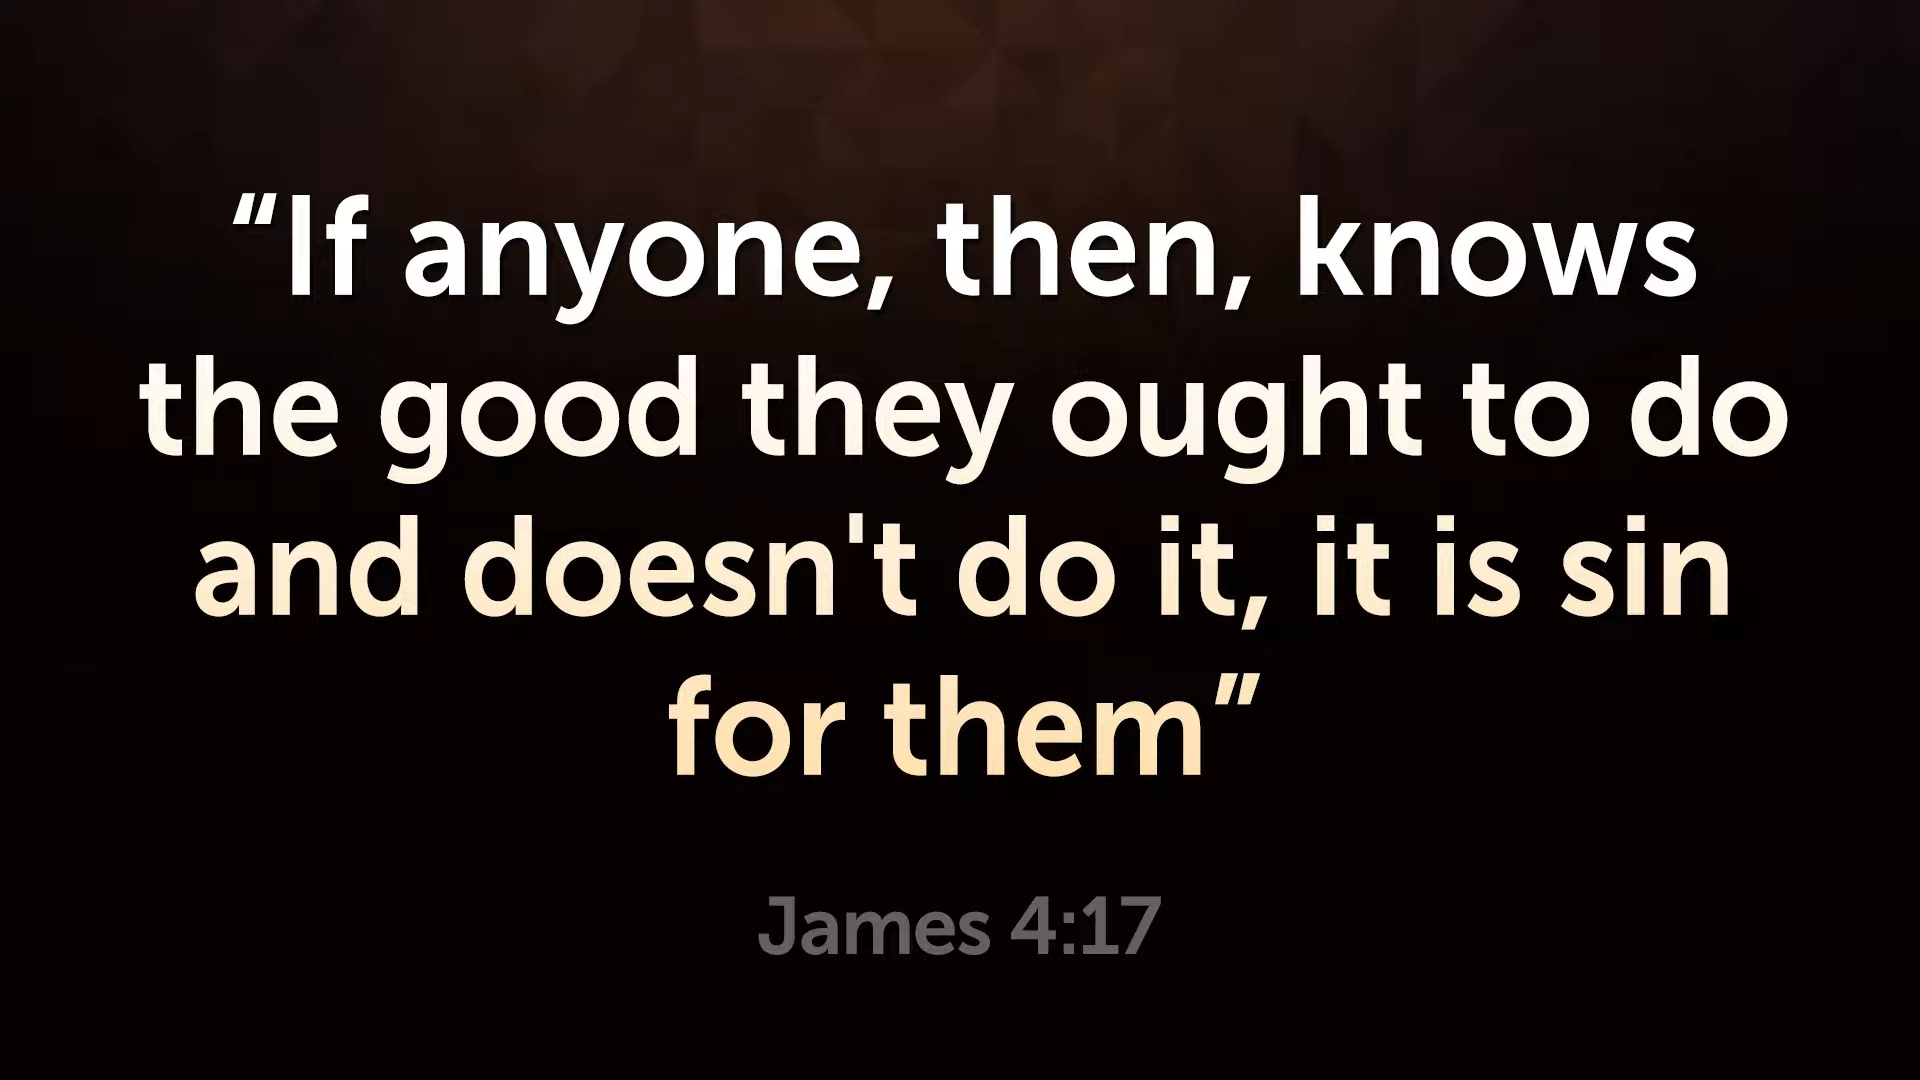 “If anyone, then, knows
the good they ought to do
and doesn't do it, it is sin
for them”
James 4:17